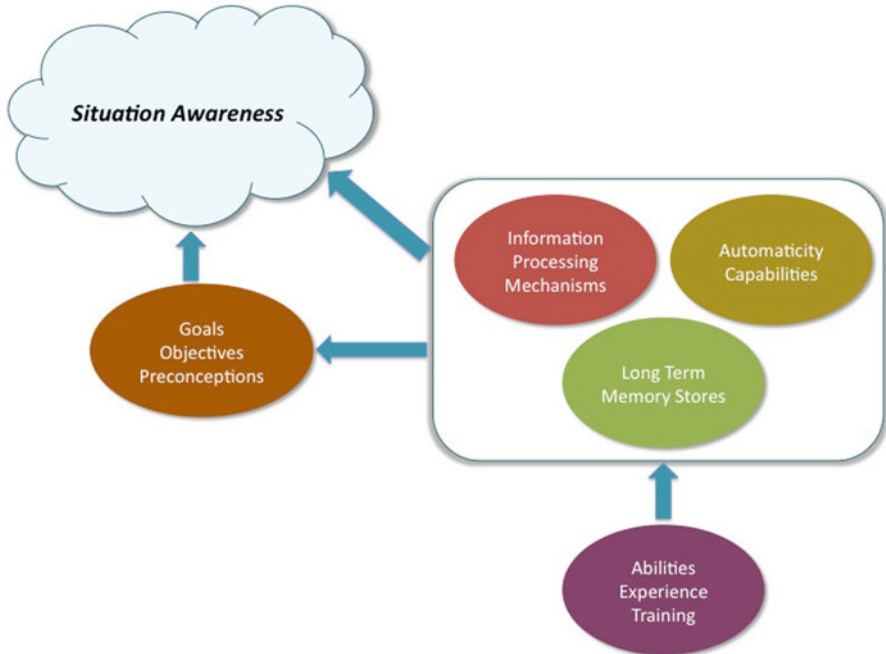 Situation Awareness
Information
Processing
Mechanisms
Automaticity
Capabilities
Goals
Objectives
Preconceptions
Long Term
Memory Stores
Abilities
Experience
Training